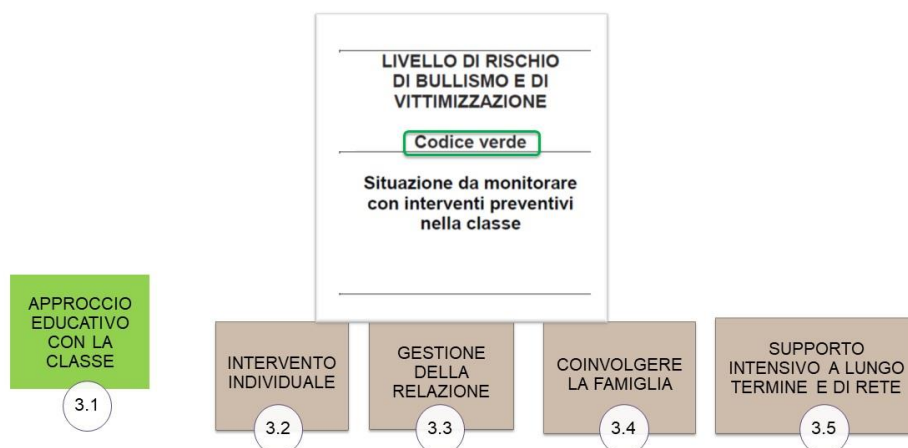 LIVELLO DI RISCHIO
DI BULLISMO E DI
VITTIMIZZAZIONE
Codice verde
Situazione da monitorare
con interventi preventivi
nella classe
APPROCCIO
EDUCATIVO
CON LA
CLASSE
3.1
INTERVENTO
INDIVIDUALE
3.2
GESTIONE
DELLA
RELAZIONE
3.3
COINVOLGERE
LA FAMIGLIA
3.4
SUPPORTO
INTENSIVO A LUNGO
TERMINE E DI RETE
3.5